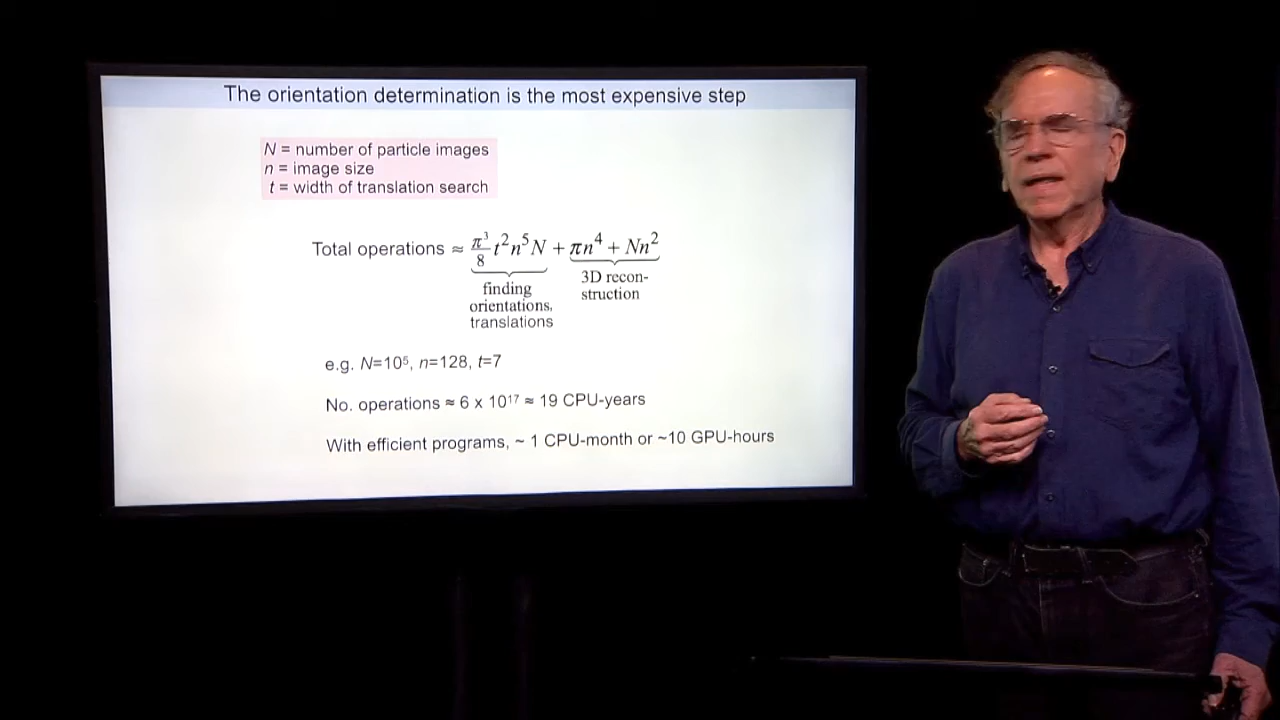 The orientation determination is the most expensive step
N = number of particle images
n = image size
t = width of translation search
Total operations ≈ π³/8 t²n⁵N + πn⁴ + Nn²
finding orientations, translations
3D recon-struction
e.g. N=10⁵, n=128, t=7
No. operations ≈ 6 x 10¹⁷ ≈ 19 CPU-years
With efficient programs, ~ 1 CPU-month or ~10 GPU-hours